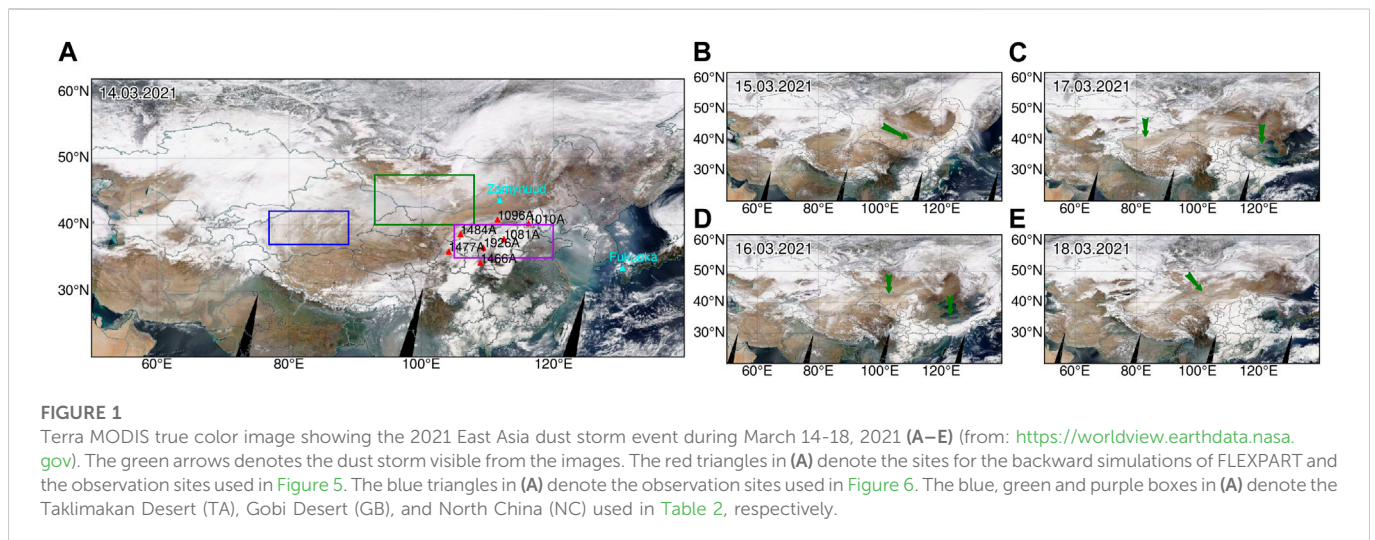 A
14.03.2021
60°N
50°N
40°N
30°N
60°E
80°E
100°E
120°E
Zamynuud
1096A
1010A
1484A
1081A
1926A
1477A
1466A
Fukuoka
B
15.03.2021
60°N
50°N
40°N
30°N
60°E
80°E
100°E
120°E
C
17.03.2021
60°N
50°N
40°N
30°N
60°E
80°E
100°E
120°E
D
16.03.2021
60°N
50°N
40°N
30°N
60°E
80°E
100°E
120°E
E
18.03.2021
60°N
50°N
40°N
30°N
60°E
80°E
100°E
120°E
FIGURE 1
Terra MODIS true color image showing the 2021 East Asia dust storm event during March 14-18, 2021 (A–E) (from: https://worldview.earthdata.nasa.
gov). The green arrows denotes the dust storm visible from the images. The red triangles in (A) denote the sites for the backward simulations of FLEXPART and
the observation sites used in Figure 5. The blue triangles in (A) denote the observation sites used in Figure 6. The blue, green and purple boxes in (A) denote the
Taklimakan Desert (TA), Gobi Desert (GB), and North China (NC) used in Table 2, respectively.